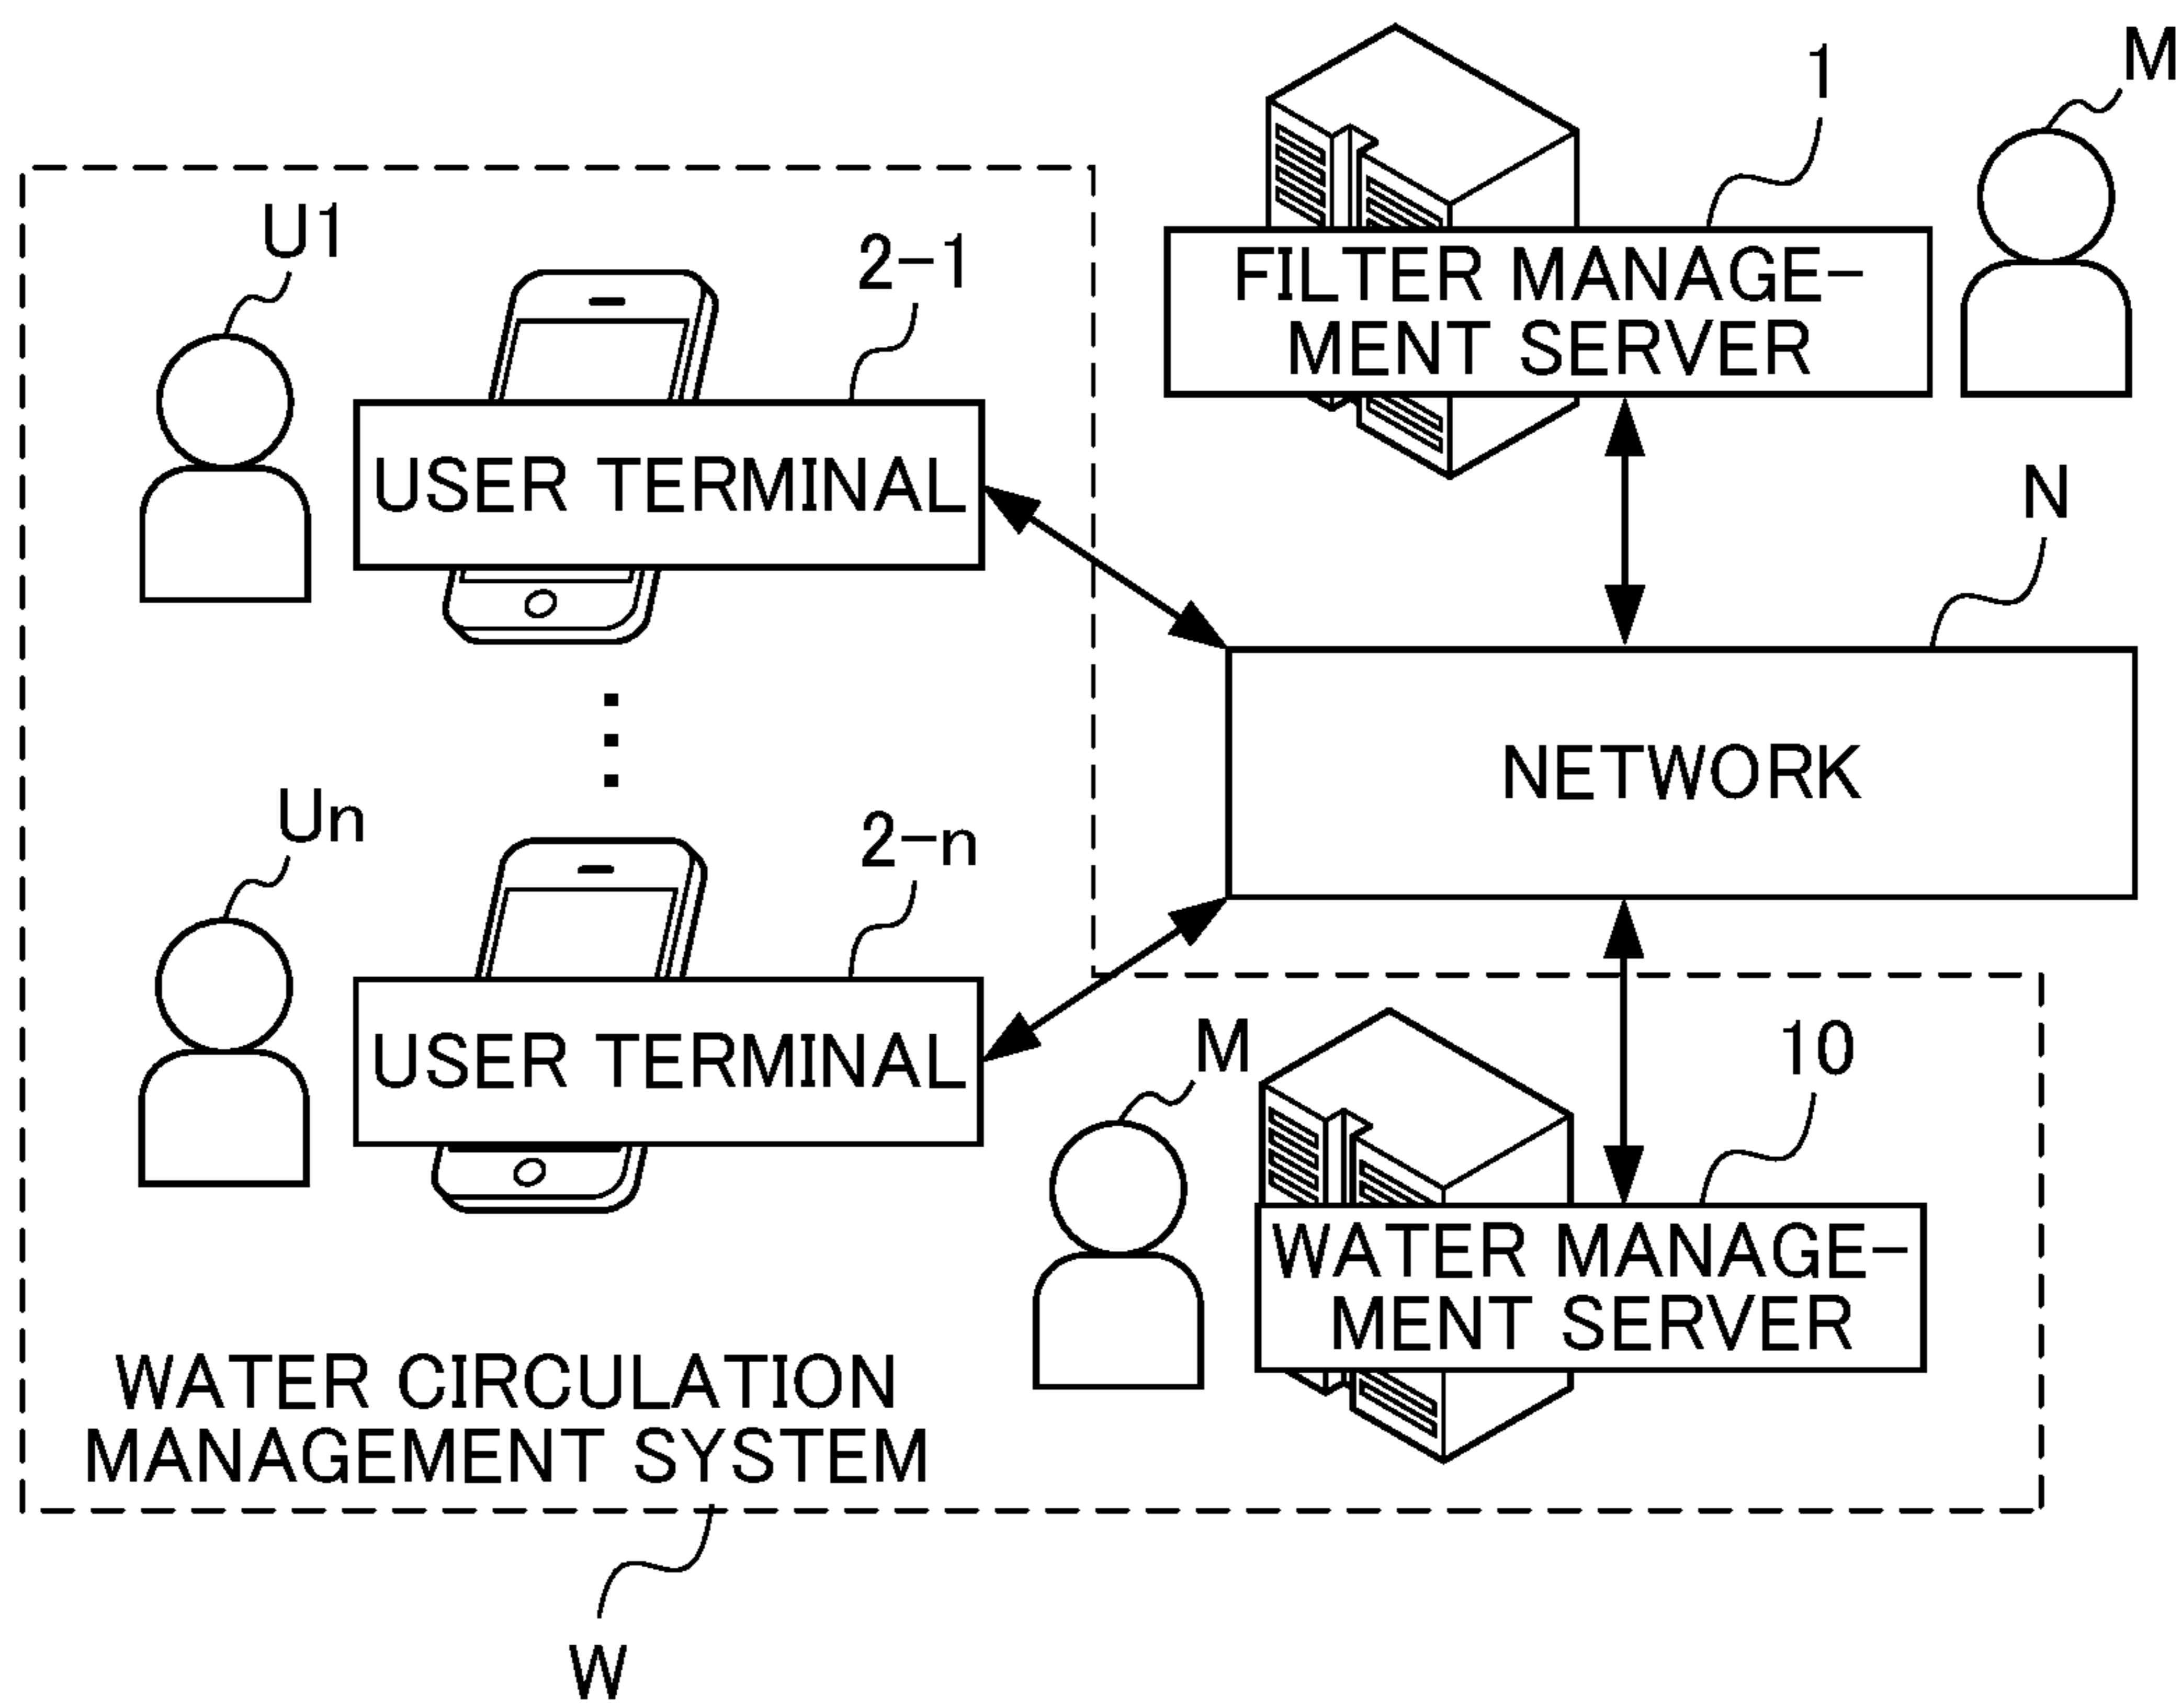 M
1
FILTER MANAGE-
MENT SERVER
U1
2-1
USER TERMINAL
N
NETWORK
Un
2-n
USER TERMINAL
M
10
WATER MANAGE-
MENT SERVER
WATER CIRCULATION
MANAGEMENT SYSTEM
W